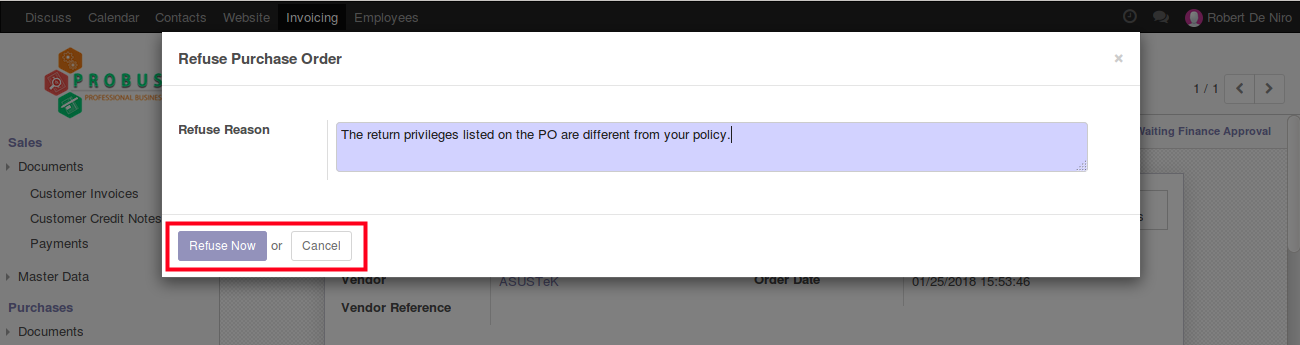 Discuss Calendar Contacts Website Invoicing Employees Robert De Niro
Refuse Purchase Order ×
PROBUS
PROFESSIONAL BUSINE
1 / 1
Refuse Reason
The return privileges listed on the PO are different from your policy.
Waiting Finance Approval
Sales
Documents
Customer Invoices
Customer Credit Notes
Payments
Master Data
Purchases
Documents
Refuse Now or Cancel
Vendor ASUSTeK Order Date 01/25/2018 15:53:46
Vendor Reference